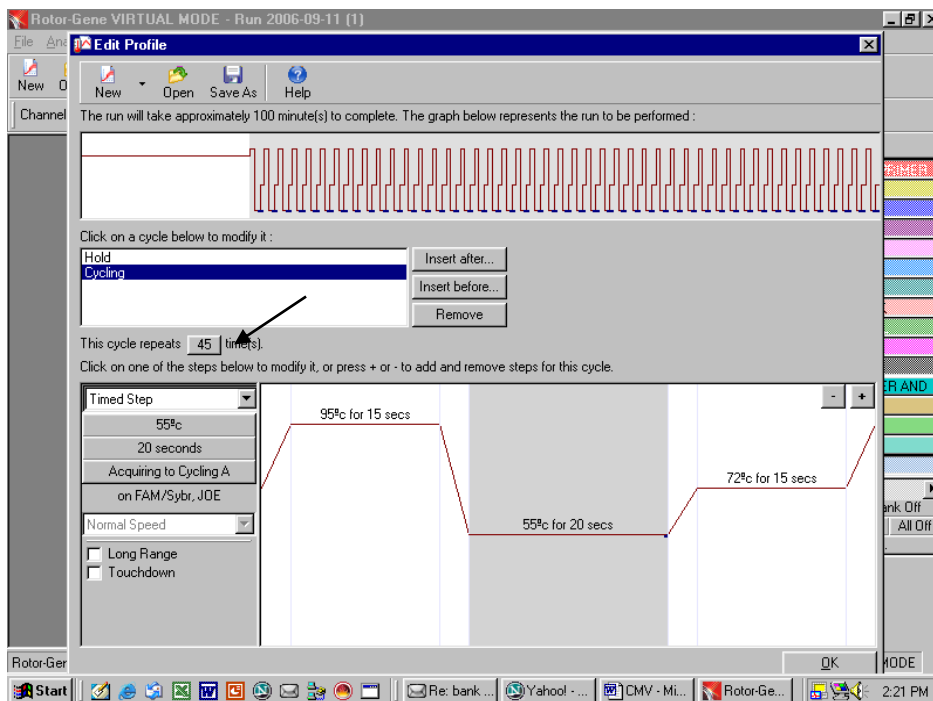 Rotor-Gene VIRTUAL MODE - Run 2006-09-11 (1)
File Ana
Edit Profile
New
New Open Save As Help
Channel
The run will take approximately 100 minute(s) to complete. The graph below represents the run to be performed :
Click on a cycle below to modify it :
Hold
Cycling
Insert after...
Insert before...
Remove
This cycle repeats 45 time(s).
Click on one of the steps below to modify it, or press + or - to add and remove steps for this cycle.
Timed Step
- +
ER AND
55ºc
20 seconds
Acquiring to Cycling A
on FAM/Sybr, JOE
Normal Speed
Long Range
Touchdown
95ºc for 15 secs
55ºc for 20 secs
72ºc for 15 secs
ank Off
All Off
OK
Rotor-Ger
MODE
Start Re: bank ... Yahoo! - ... CMV - Mi... Rotor-Ge... 2:21 PM